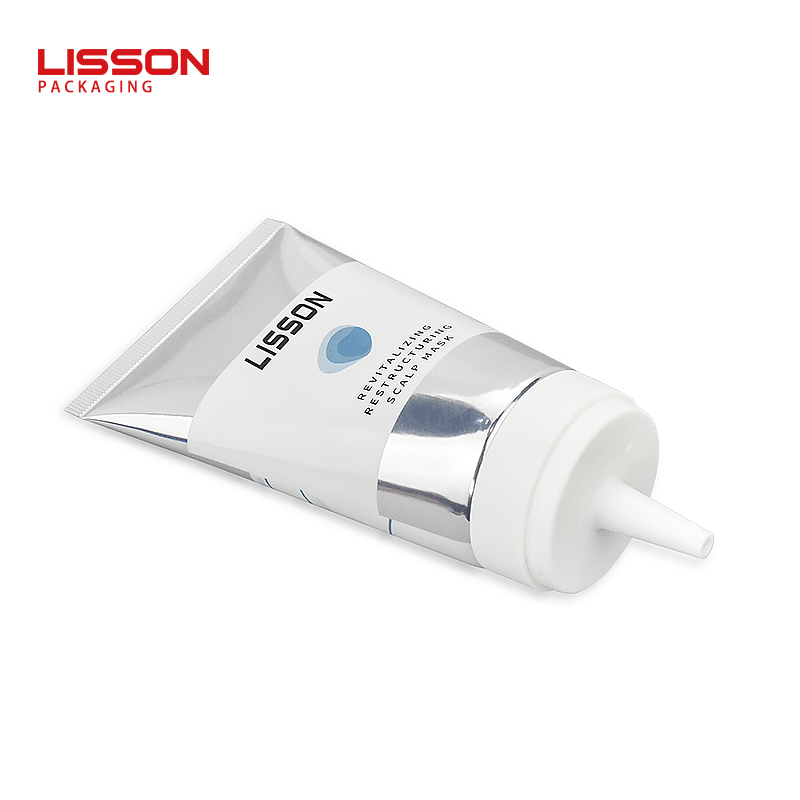 LISSON
PACKAGING
LISSON
REVITALIZING
RESTRUCTURING
SCALP MASK